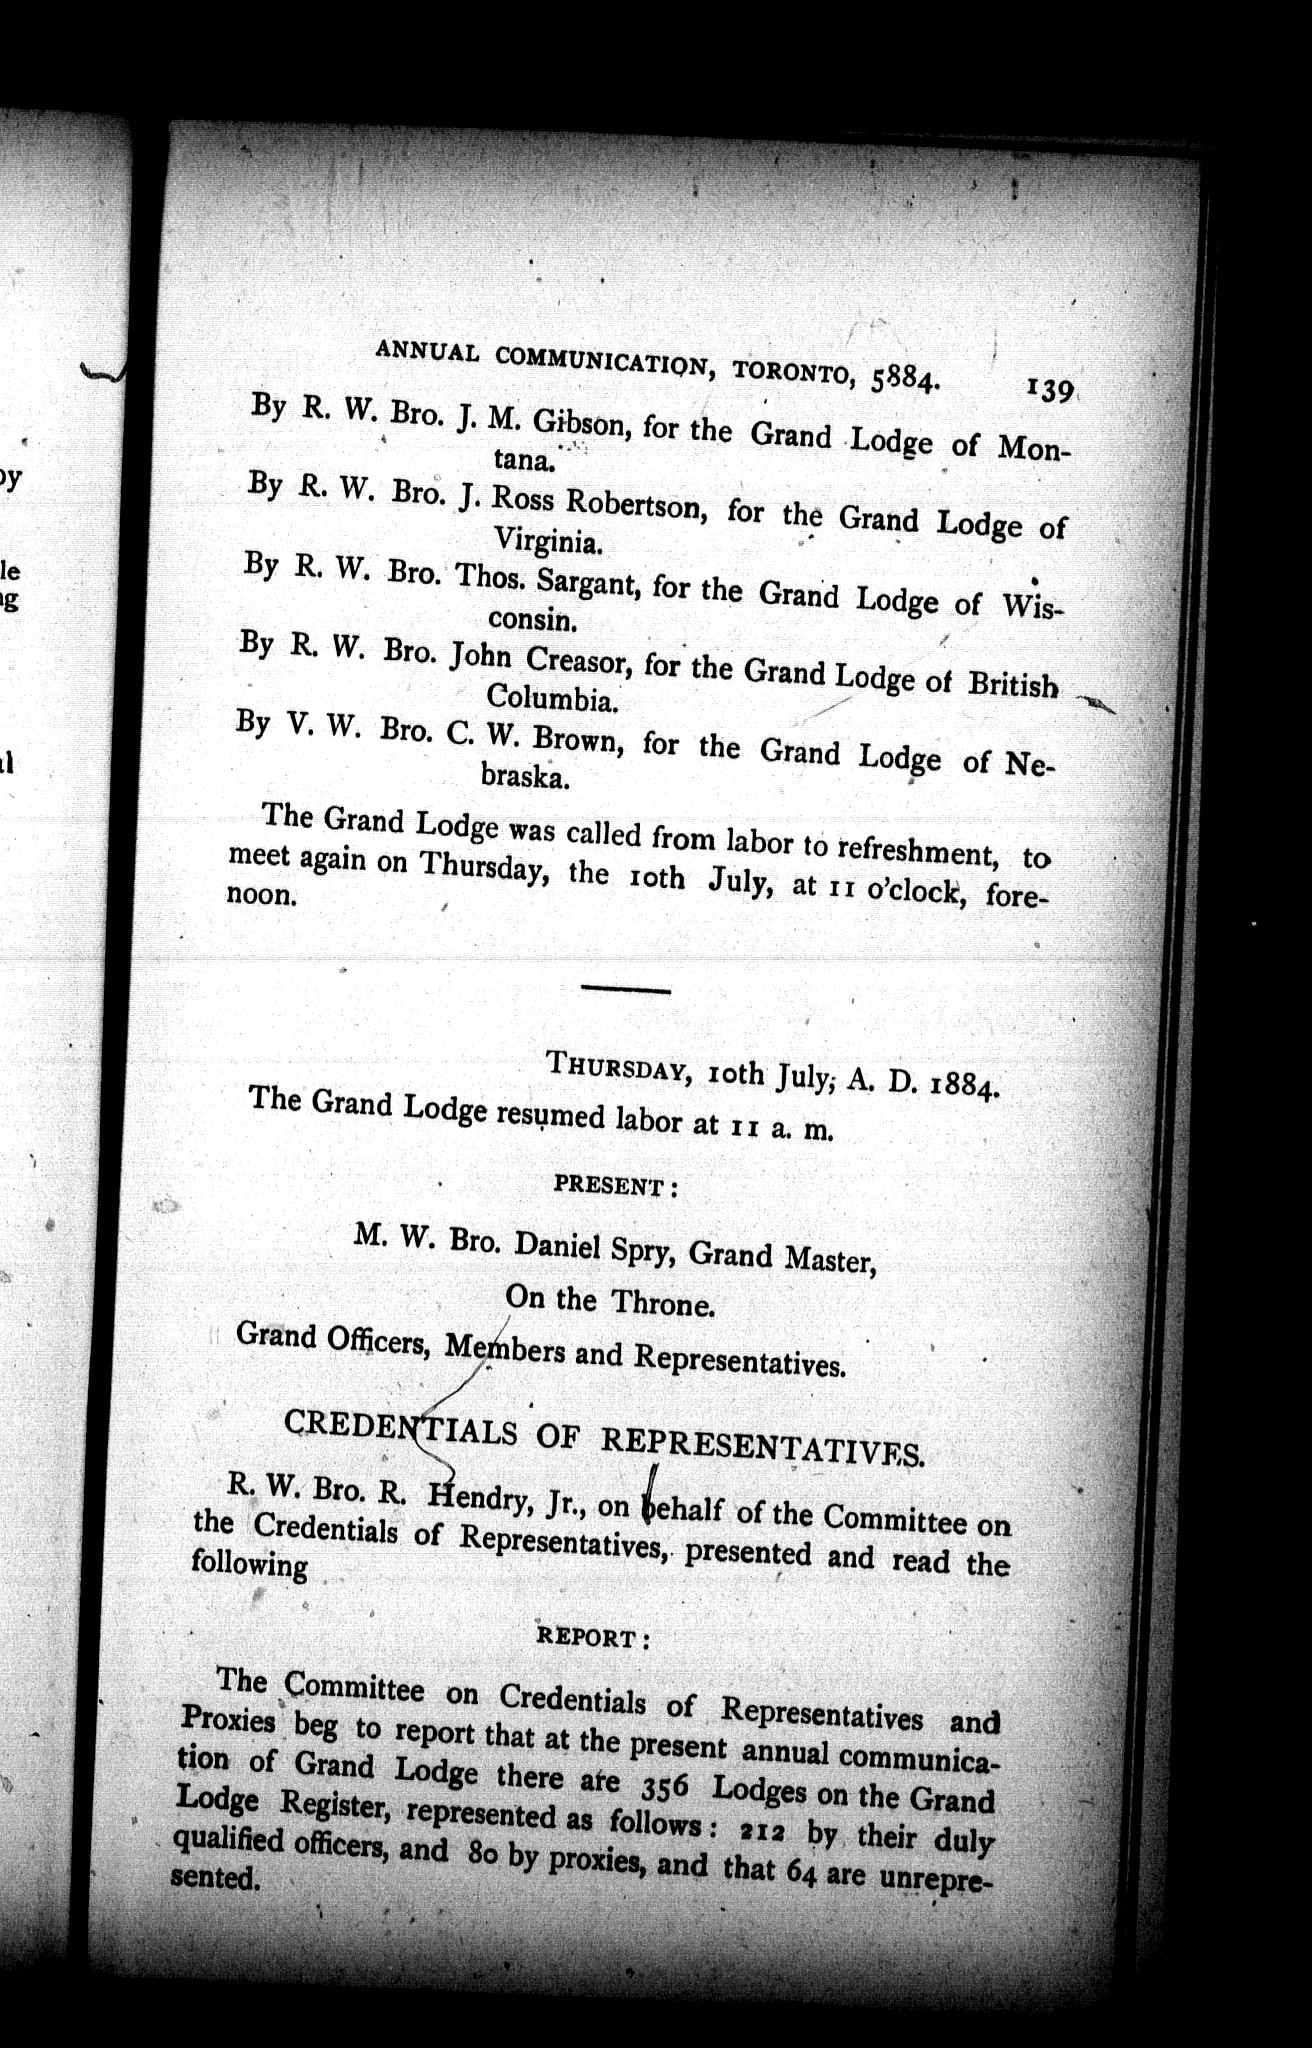 ANNUAL COMMUNICATION, TORONTO, 5884. 139
By R. W. Bro. J. M. Gibson, for the Grand Lodge of Mon-
tana.
By R. W. Bro. J. Ross Robertson, for the Grand Lodge of
Virginia.
By R. W. Bro. Thos. Sargant, for the Grand Lodge of Wis-
consin.
By R. W. Bro. John Creasor, for the Grand Lodge of British
Columbia.
By V. W. Bro. C. W. Brown, for the Grand Lodge of Ne-
braska.
The Grand Lodge was called from labor to refreshment, to
meet again on Thursday, the 10th July, at 11 o'clock, fore-
noon.
THURSDAY, 10th July, A. D. 1884.
The Grand Lodge resumed labor at 11 a. m.
PRESENT:
M. W. Bro. Daniel Spry, Grand Master,
On the Throne.
Grand Officers, Members and Representatives.
CREDENTIALS OF REPRESENTATIVES.
R. W. Bro. R. Hendry, Jr., on behalf of the Committee on
the Credentials of Representatives, presented and read the
following
REPORT:
The Committee on Credentials of Representatives and
Proxies beg to report that at the present annual communica-
tion of Grand Lodge there are 356 Lodges on the Grand
Lodge Register, represented as follows: 212 by their duly
qualified officers, and 80 by proxies, and that 64 are unrepre-
sented.